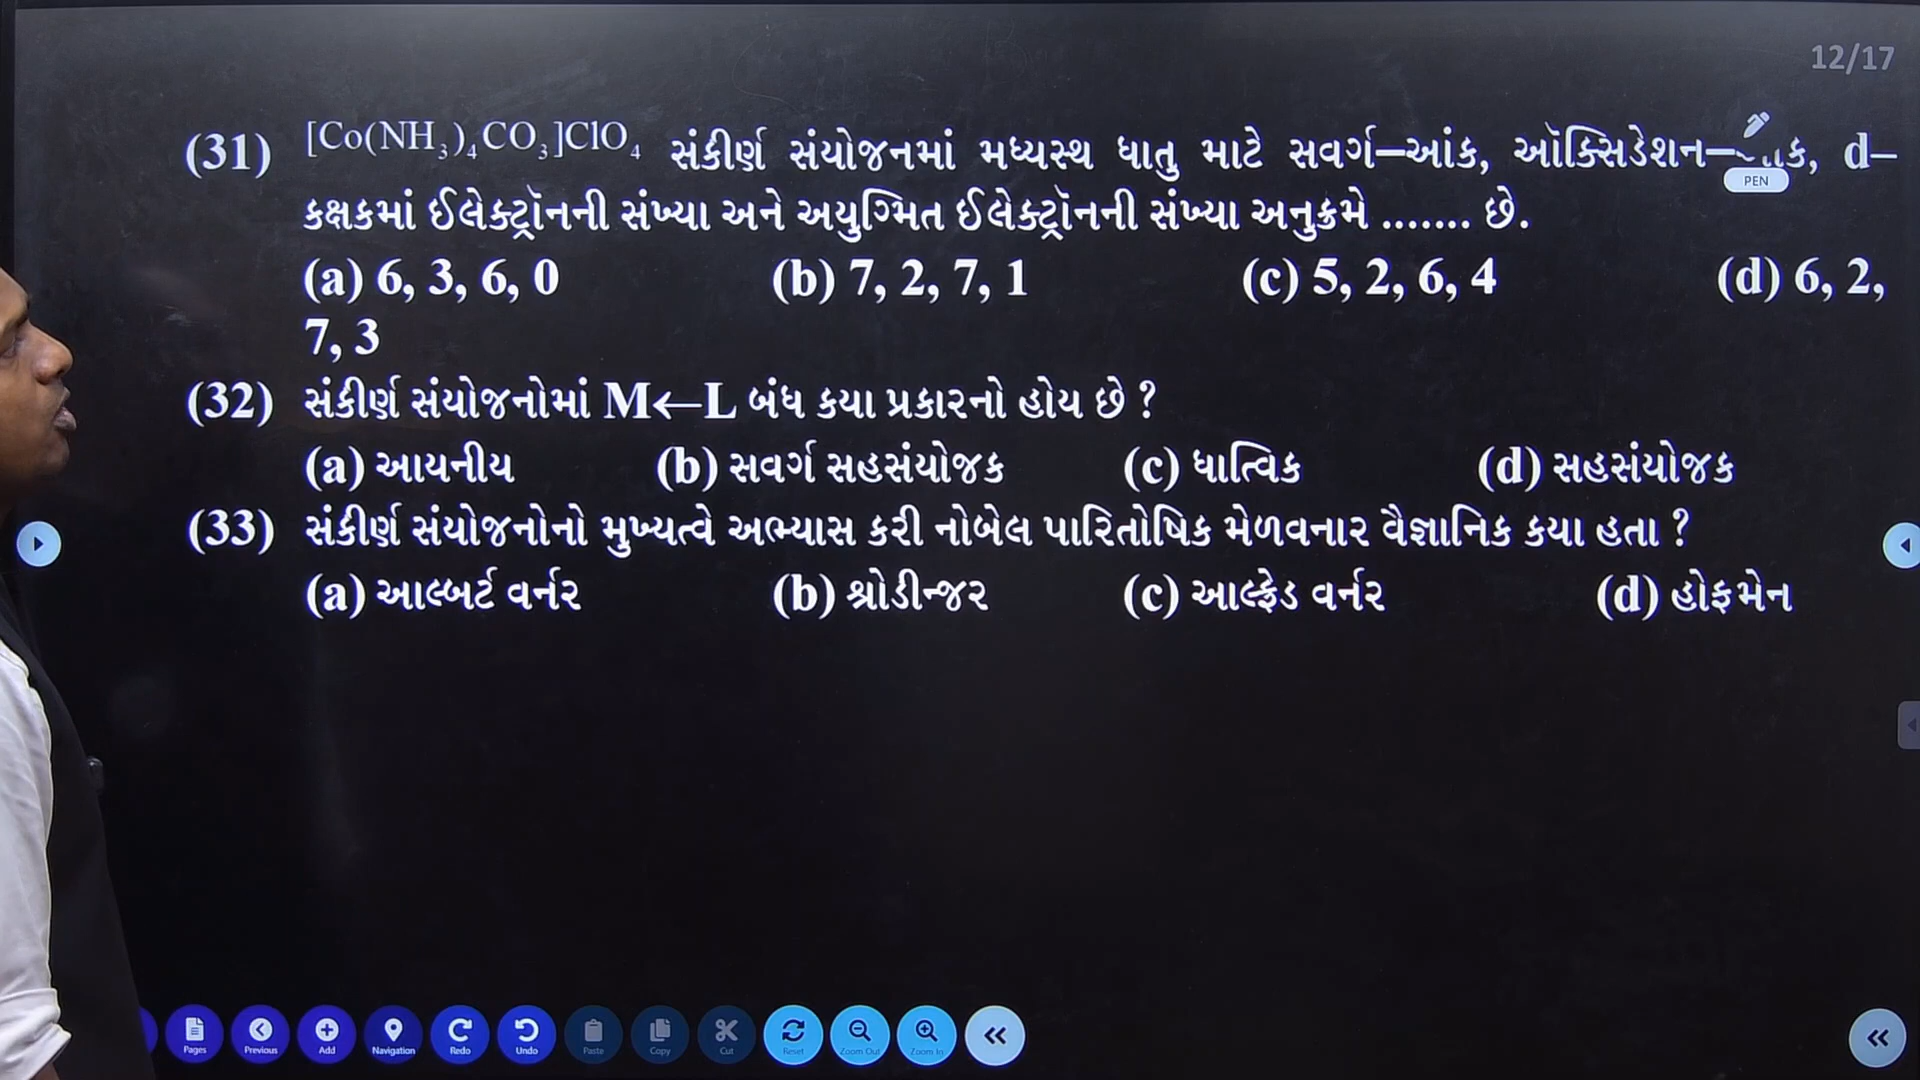 12/17
(31) [Co(NH3)4CO3]ClO4 સંકીર્ણ સંયોજનમાં મધ્યસ્થ ધાતુ માટે સવર્ગ–આંક, ઑક્સિડેશન– d–
PEN
કક્ષકમાં ઈલેક્ટ્રૉનની સંખ્યા અને અયુગ્મિત ઈલેક્ટ્રૉનની સંખ્યા અનુક્રમે ....... છે.
(a) 6, 3, 6, 0 (b) 7, 2, 7, 1 (c) 5, 2, 6, 4 (d) 6, 2,
7, 3
(32) સંકીર્ણ સંયોજનોમાં M←L બંધ કયા પ્રકારનો હોય છે ?
(a) આયનીય (b) સવર્ગ સહસંયોજક (c) ધાત્વિક (d) સહસંયોજક
(33) સંકીર્ણ સંયોજનોનો મુખ્યત્વે અભ્યાસ કરી નોબેલ પારિતોષિક મેળવનાર વૈજ્ઞાનિક કયા હતા ?
(a) આલ્બર્ટ વર્નર (b) શ્રોડીન્જર (c) આલ્ફ્રેડ વર્નર (d) હોફમેન
Pages Previous Add Navigation Redo Undo Paste Copy Cut Reset Zoom Out Zoom In